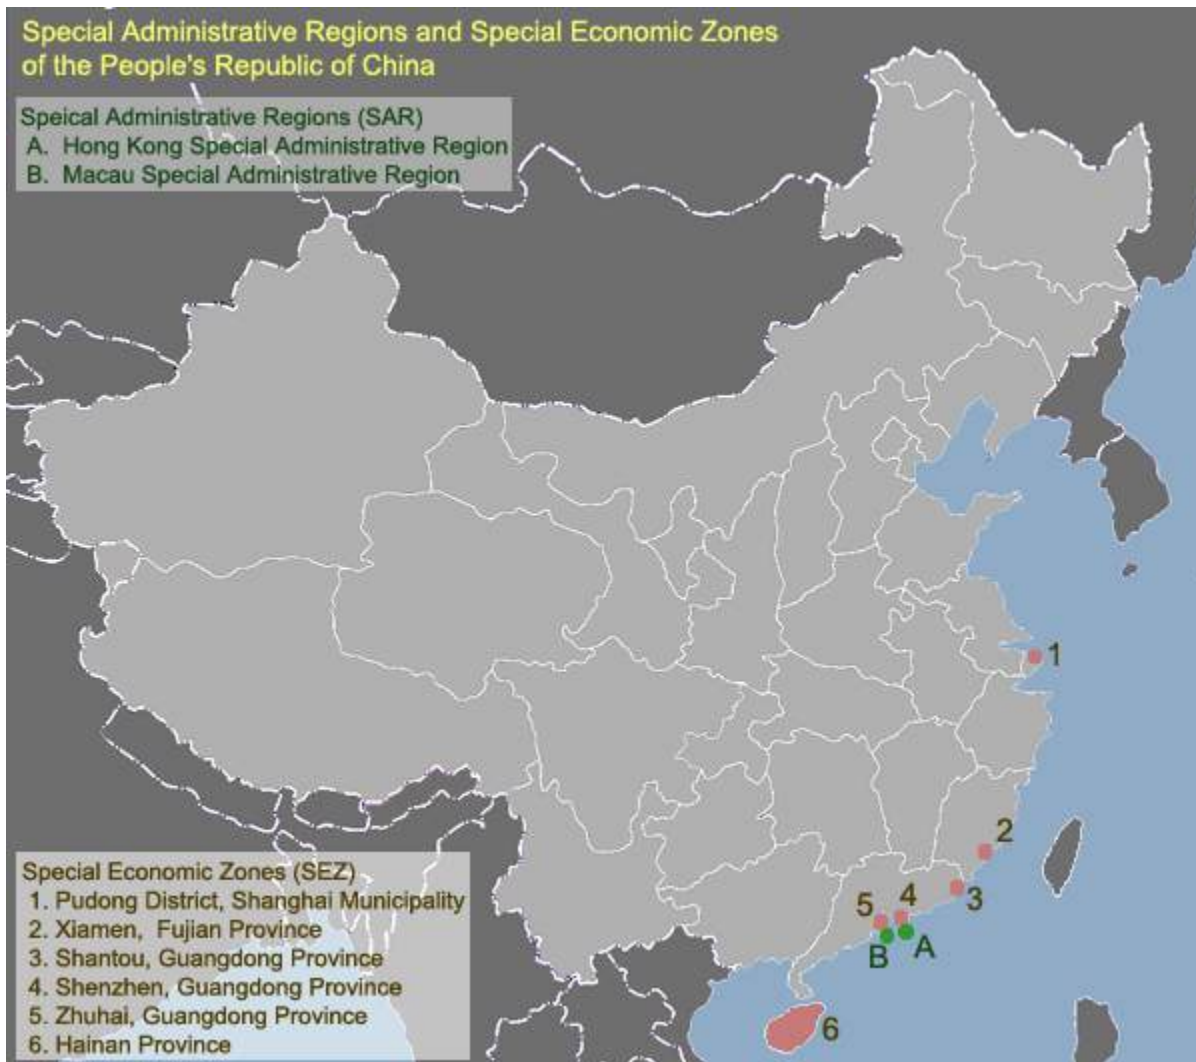 Special Administrative Regions and Special Economic Zones
of the People's Republic of China
Speical Administrative Regions (SAR)
A. Hong Kong Special Administrative Region
B. Macau Special Administrative Region
1
2
3
4
5
A
B
6
Special Economic Zones (SEZ)
1. Pudong District, Shanghai Municipality
2. Xiamen, Fujian Province
3. Shantou, Guangdong Province
4. Shenzhen, Guangdong Province
5. Zhuhai, Guangdong Province
6. Hainan Province